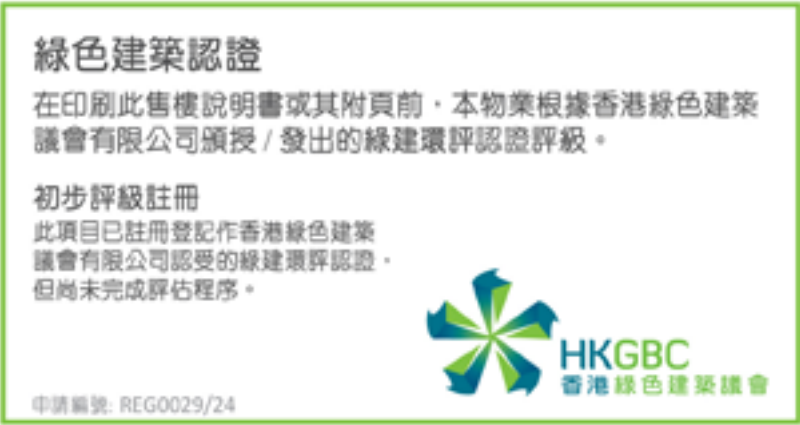 綠色建築認證
在印刷此售樓說明書或其附頁前，本物業根據香港綠色建築
議會有限公司頒授 / 發出的綠建環評認證評級。
初步評級註冊
此項目已註冊登記作香港綠色建築
議會有限公司認受的綠建環評認證，
但尚未完成評估程序。
HKGBC
香港綠色建築議會
申請編號: REG0029/24